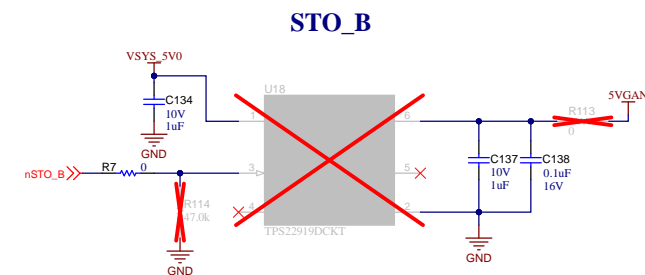 STO_B
VSYS_5V0
U18
C134
10V
1uF
GND
1
6
R113
0
5VGAN
nSTO_B
R7
0
3
5
C137
10V
1uF
C138
0.1uF
16V
R114
47.0k
4
2
TPS22919DCKT
GND
GND